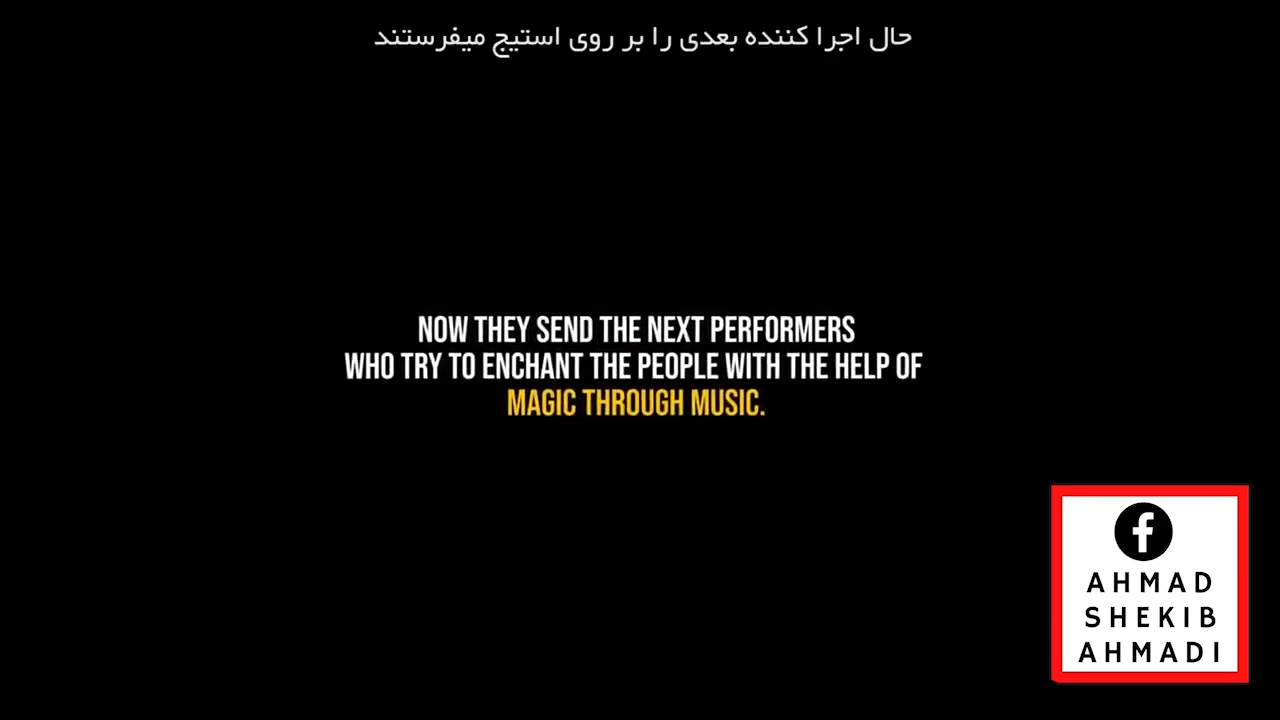 حال اجرا کننده بعدی را بر روی استیج میفرستند
NOW THEY SEND THE NEXT PERFORMERS
WHO TRY TO ENCHANT THE PEOPLE WITH THE HELP OF
MAGIC THROUGH MUSIC.
f
AHMAD
SHEKIB
AHMADI